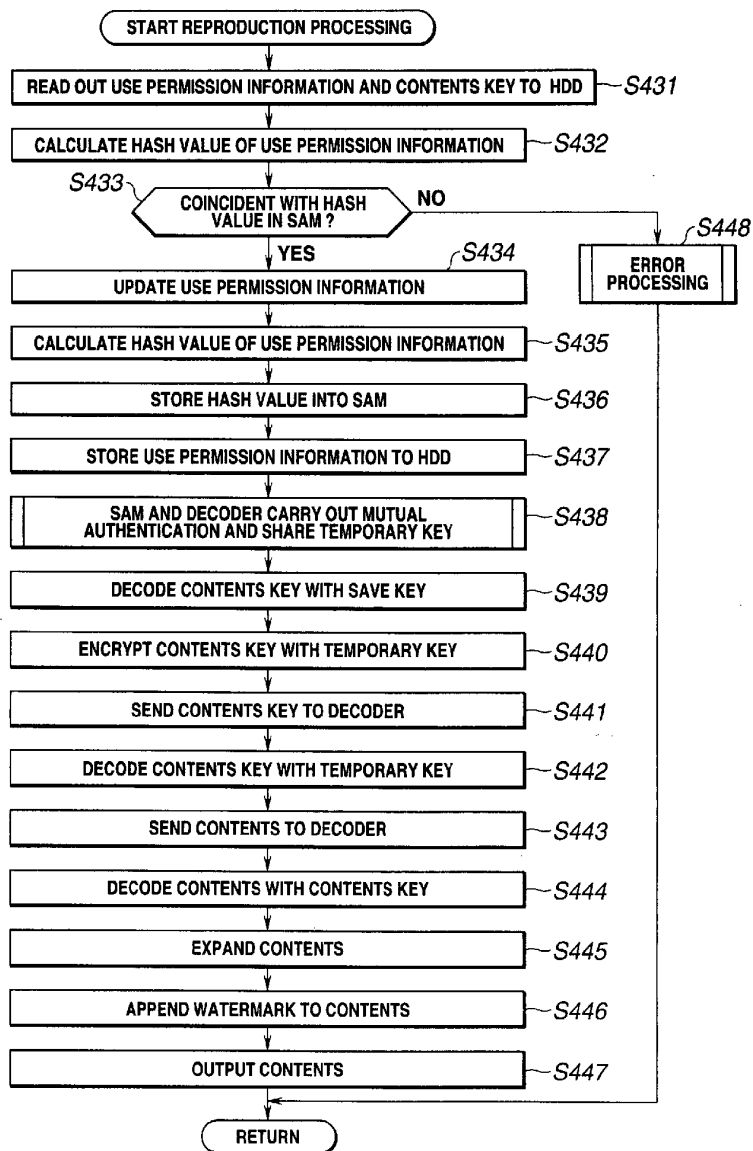 START REPRODUCTION PROCESSING
READ OUT USE PERMISSION INFORMATION AND CONTENTS KEY TO HDD
S431
CALCULATE HASH VALUE OF USE PERMISSION INFORMATION
S432
S433
COINCIDENT WITH HASH
VALUE IN SAM ?
NO
YES
S448
ERROR
PROCESSING
S434
UPDATE USE PERMISSION INFORMATION
CALCULATE HASH VALUE OF USE PERMISSION INFORMATION
S435
STORE HASH VALUE INTO SAM
S436
STORE USE PERMISSION INFORMATION TO HDD
S437
SAM AND DECODER CARRY OUT MUTUAL
AUTHENTICATION AND SHARE TEMPORARY KEY
S438
DECODE CONTENTS KEY WITH SAVE KEY
S439
ENCRYPT CONTENTS KEY WITH TEMPORARY KEY
S440
SEND CONTENTS KEY TO DECODER
S441
DECODE CONTENTS KEY WITH TEMPORARY KEY
S442
SEND CONTENTS TO DECODER
S443
DECODE CONTENTS WITH CONTENTS KEY
S444
EXPAND CONTENTS
S445
APPEND WATERMARK TO CONTENTS
S446
OUTPUT CONTENTS
S447
RETURN